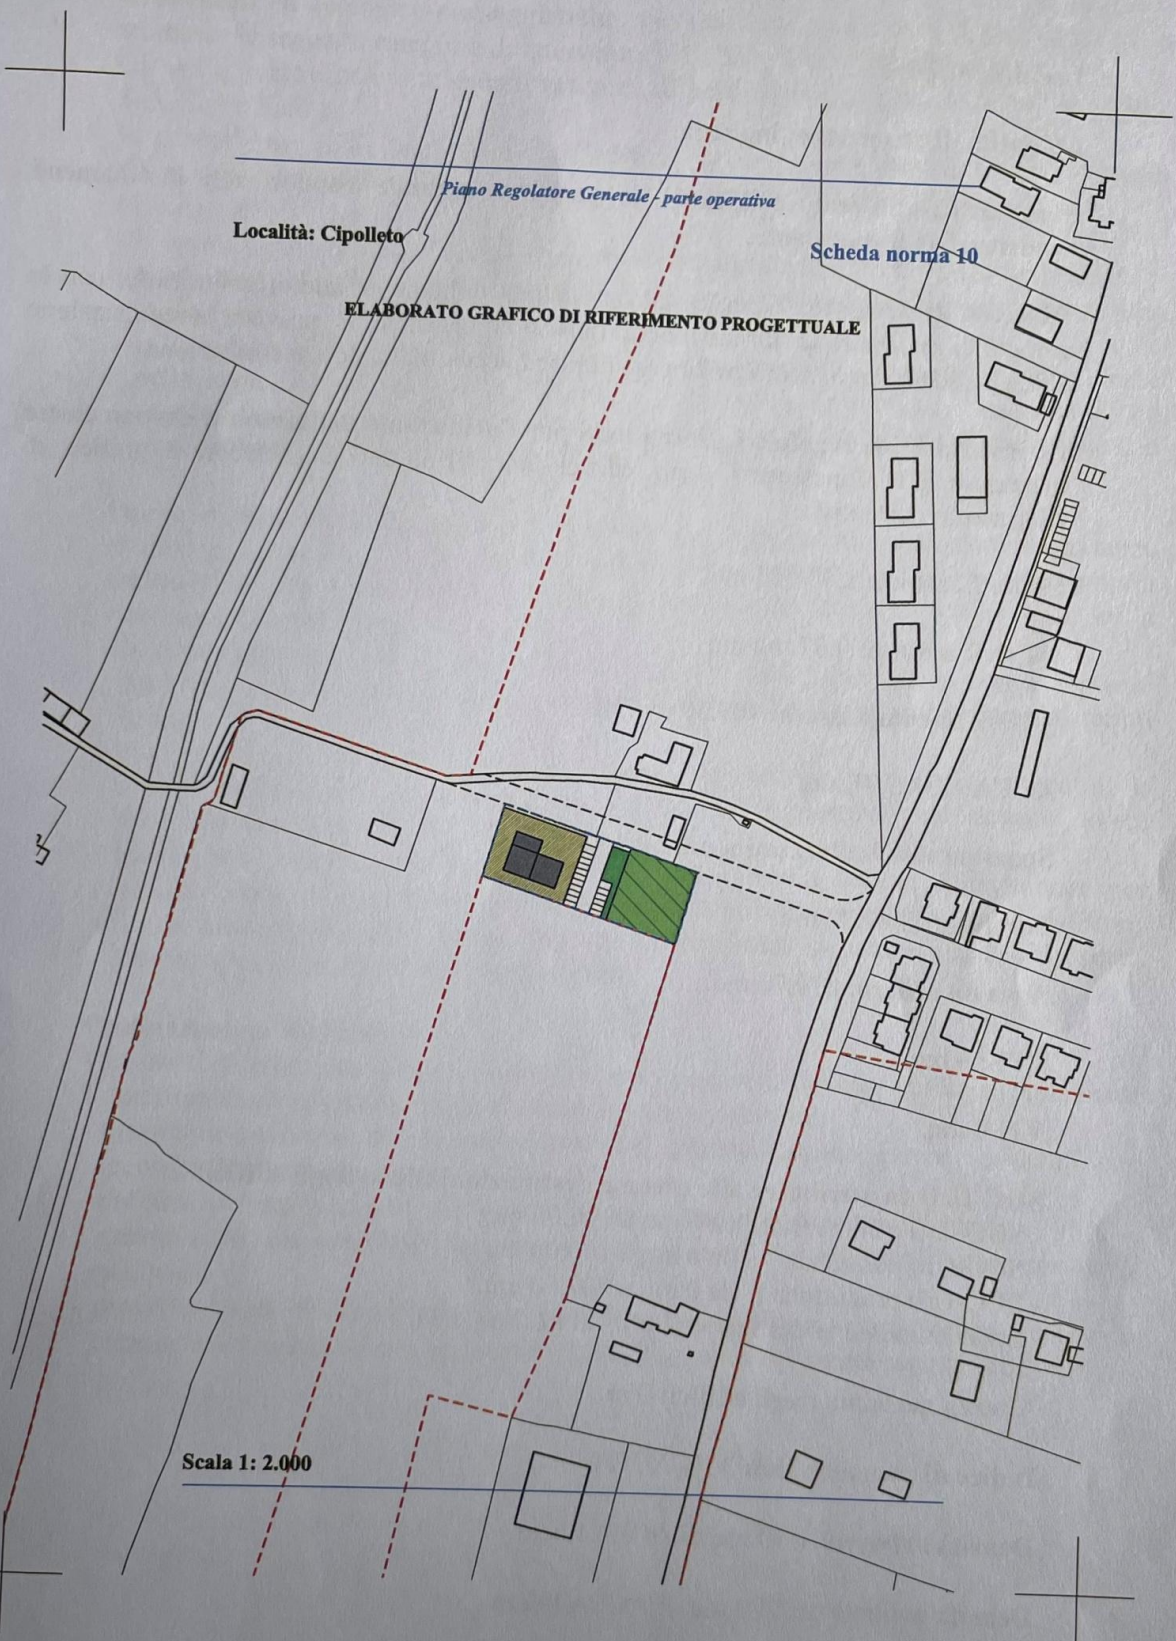 Piano Regolatore Generale - parte operativa
Località: Cipolleto
Scheda norma 10
ELABORATO GRAFICO DI RIFERIMENTO PROGETTUALE
Scala 1: 2.000